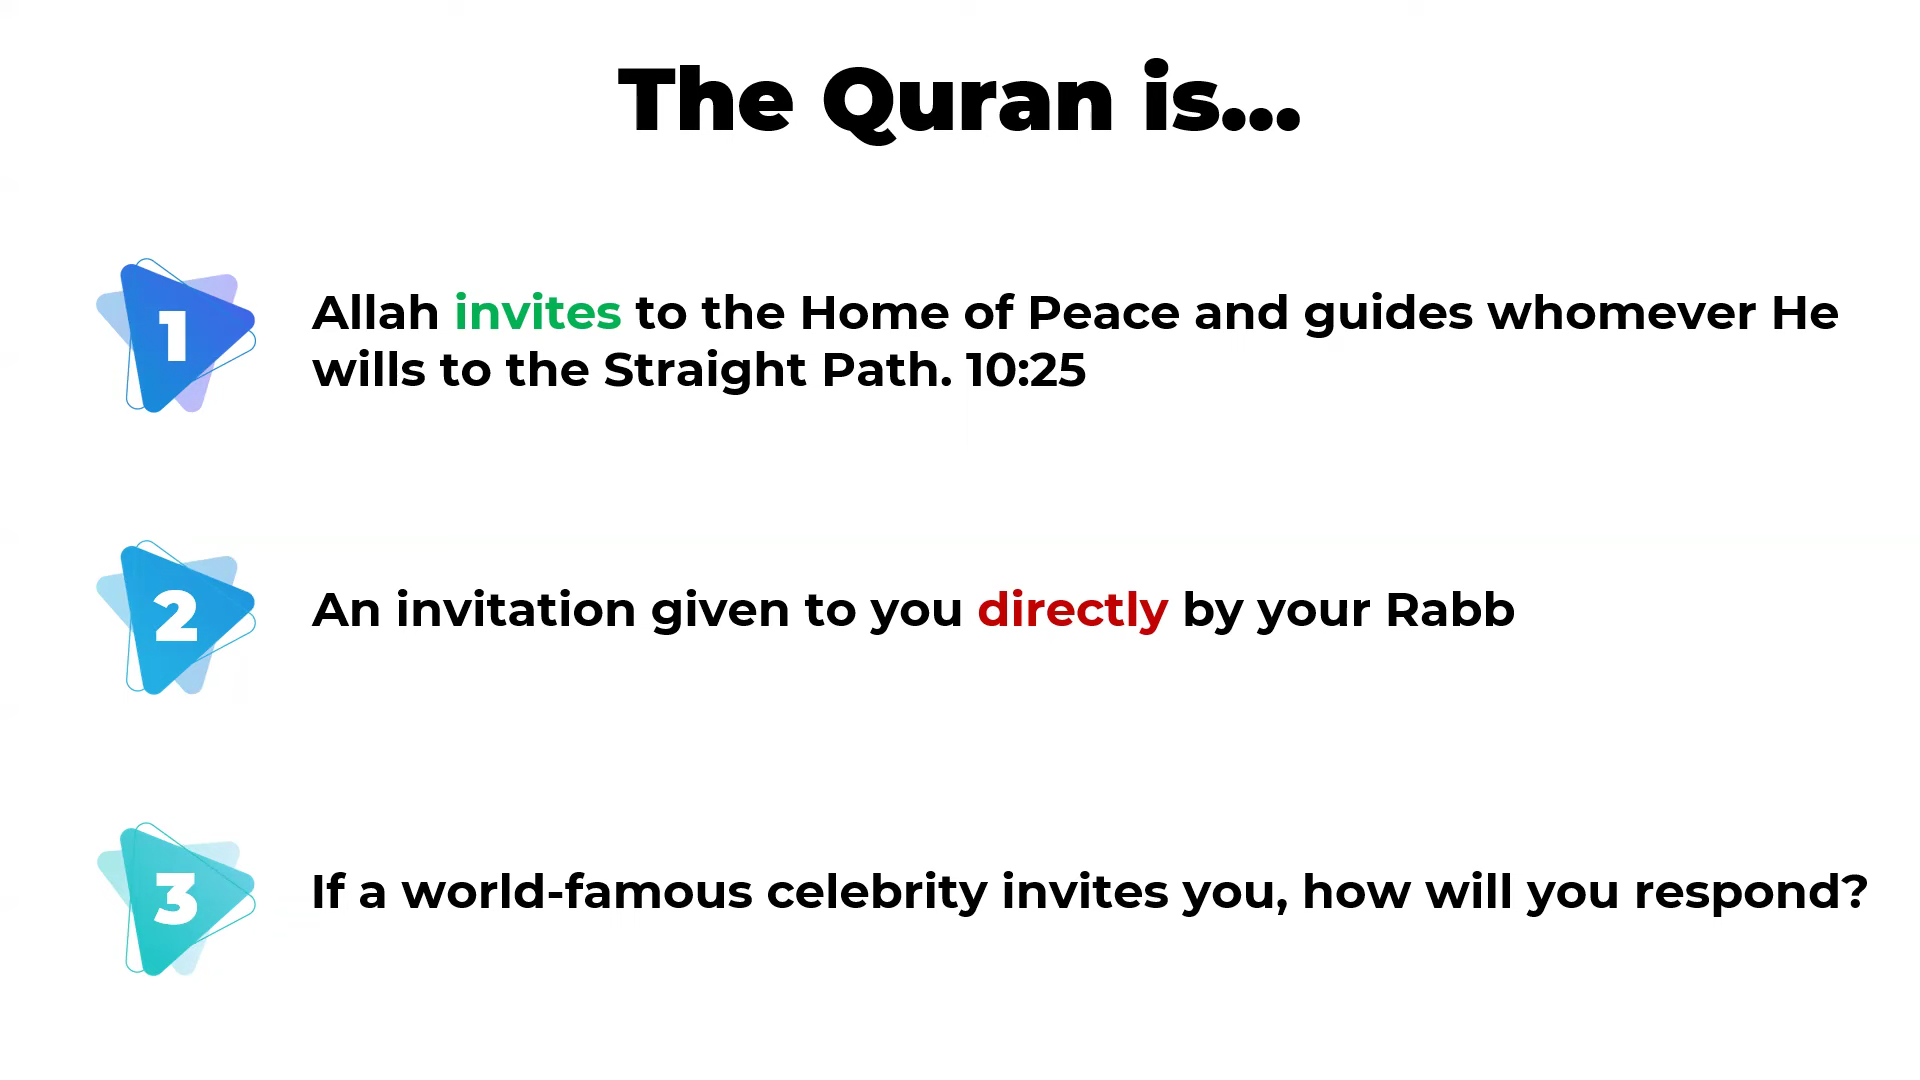 The Quran is...
1
Allah invites to the Home of Peace and guides whomever He
wills to the Straight Path. 10:25
2
An invitation given to you directly by your Rabb
3
If a world-famous celebrity invites you, how will you respond?